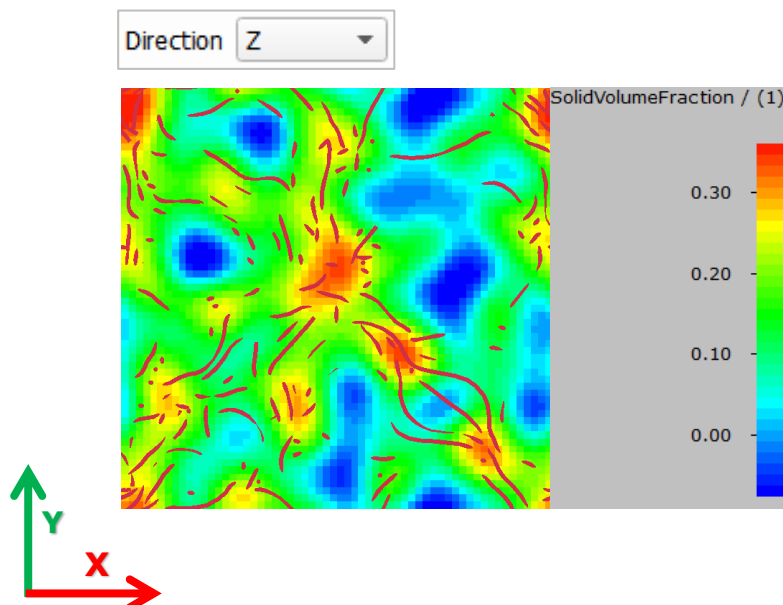 Direction Z
SolidVolumeFraction / (1)
0.30
0.20
0.10
0.00
Y
X